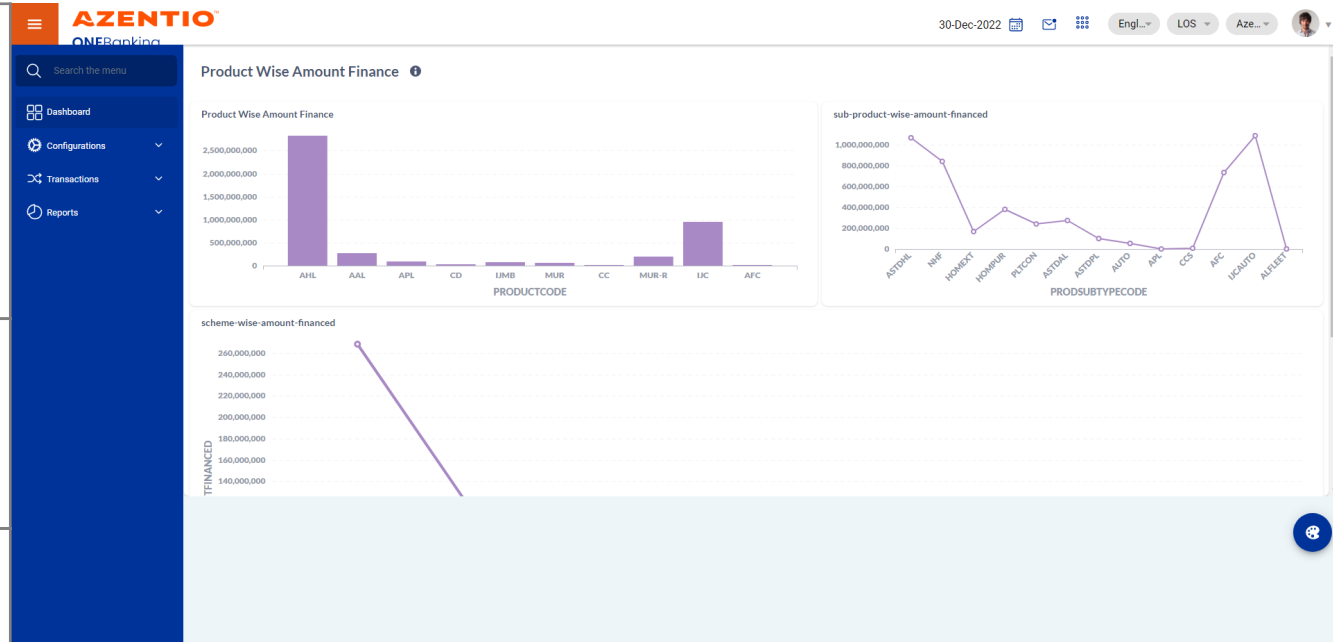 AZENTIO
ONEBanking
30-Dec-2022
Engl...
LOS
Aze...
Search the menu
Dashboard
Configurations
Transactions
Reports
Product Wise Amount Finance
Product Wise Amount Finance
2,500,000,000
2,000,000,000
1,500,000,000
1,000,000,000
500,000,000
0
AHL AAL APL CD IJMB MUR CC MUR-R IJC AFC
PRODUCTCODE
sub-product-wise-amount-financed
1,000,000,000
800,000,000
600,000,000
400,000,000
200,000,000
0
ASTDHL NHF HOMEXT HOMPUR PLTCON ASTDAL ASTDPL AUTO APL CCS AFC IJCAUTO ALFLEET
PRODSUBTYPECODE
scheme-wise-amount-financed
260,000,000
240,000,000
220,000,000
200,000,000
180,000,000
160,000,000
140,000,000
TFINANCED